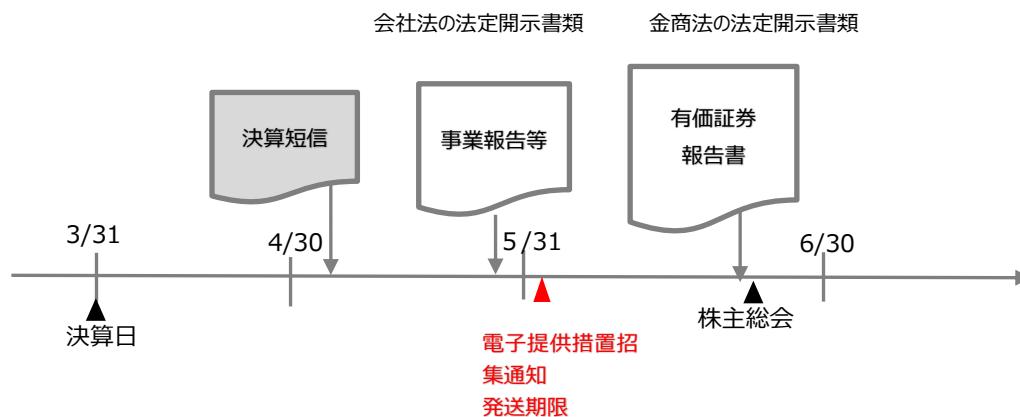 会社法の法定開示書類
金商法の法定開示書類
決算短信
事業報告等
有価証券
報告書
3/31
4/30
5/31
6/30
決算日
株主総会
電子提供措置招
集通知
発送期限